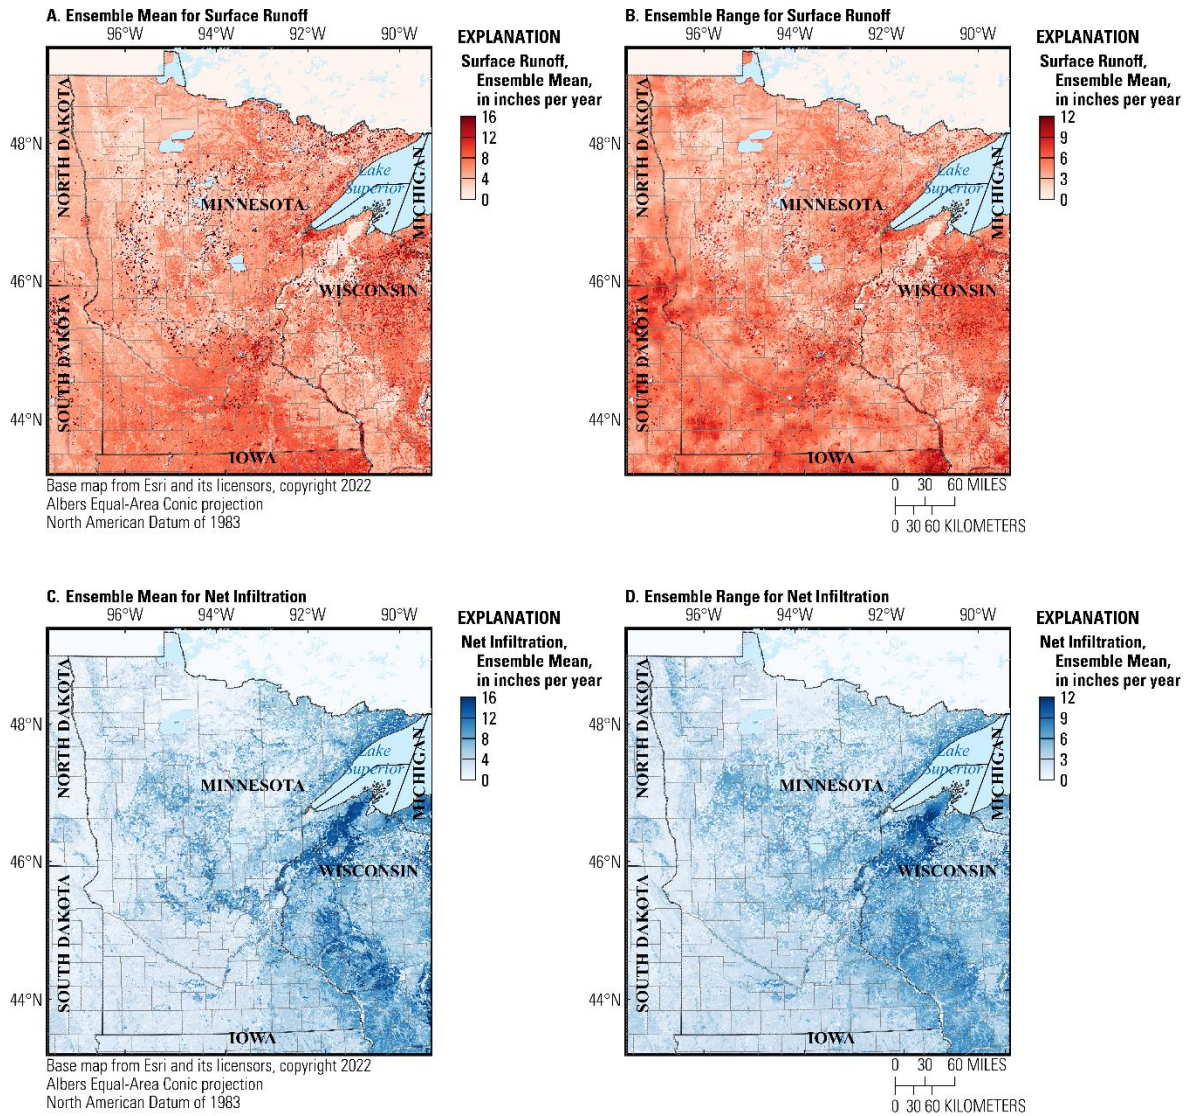 A. Ensemble Mean for Surface Runoff
96°W 94°W 92°W 90°W
48°N
46°N
44°N
NORTH DAKOTA
SOUTH DAKOTA
MINNESOTA
Lake
Superior
MICHIGAN
WISCONSIN
IOWA
EXPLANATION
Surface Runoff,
Ensemble Mean,
in inches per year
16
12
8
4
0
Base map from Esri and its licensors, copyright 2022
Albers Equal-Area Conic projection
North American Datum of 1983
B. Ensemble Range for Surface Runoff
96°W 94°W 92°W 90°W
48°N
46°N
44°N
NORTH DAKOTA
SOUTH DAKOTA
MINNESOTA
Lake
Superior
MICHIGAN
WISCONSIN
IOWA
EXPLANATION
Surface Runoff,
Ensemble Mean,
in inches per year
12
9
6
3
0
0 30 60 MILES
0 30 60 KILOMETERS
C. Ensemble Mean for Net Infiltration
96°W 94°W 92°W 90°W
48°N
46°N
44°N
NORTH DAKOTA
SOUTH DAKOTA
MINNESOTA
Lake
Superior
MICHIGAN
WISCONSIN
IOWA
EXPLANATION
Net Infiltration,
Ensemble Mean,
in inches per year
16
12
8
4
0
Base map from Esri and its licensors, copyright 2022
Albers Equal-Area Conic projection
North American Datum of 1983
D. Ensemble Range for Net Infiltration
96°W 94°W 92°W 90°W
48°N
46°N
44°N
NORTH DAKOTA
SOUTH DAKOTA
MINNESOTA
Lake
Superior
MICHIGAN
WISCONSIN
IOWA
EXPLANATION
Net Infiltration,
Ensemble Mean,
in inches per year
12
9
6
3
0
0 30 60 MILES
0 30 60 KILOMETERS